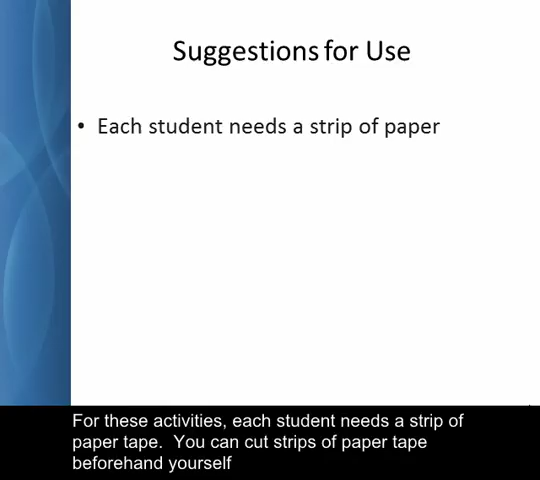 Suggestions for Use
• Each student needs a strip of paper
For these activities, each student needs a strip of
paper tape.  You can cut strips of paper tape
beforehand yourself